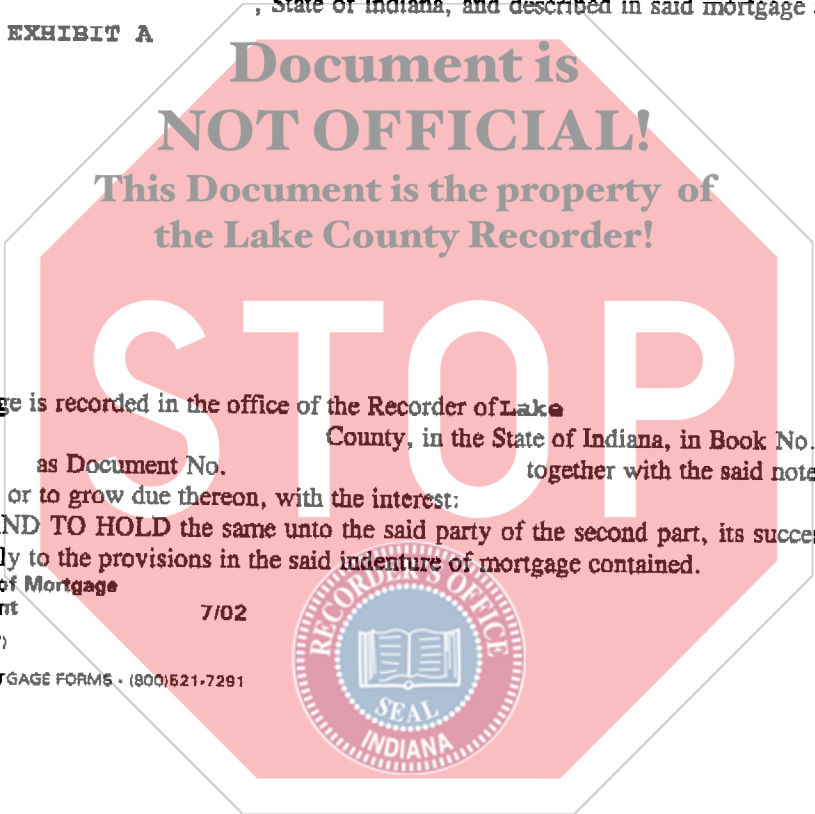 , State of Indiana, and described in said mortgage
EXHIBIT A
Document is
NOT OFFICIAL!
This Document is the property of
the Lake County Recorder!
STOP
ge is recorded in the office of the Recorder of Lake
County, in the State of Indiana, in Book No.
as Document No. together with the said note
or to grow due thereon, with the interest:
ND TO HOLD the same unto the said party of the second part, its succes
ly to the provisions in the said indenture of mortgage contained.
of Mortgage
nt 7/02
TGAGE FORMS - (800)521-7291
RECORDER'S OFFICE
SEAL
INDIANA